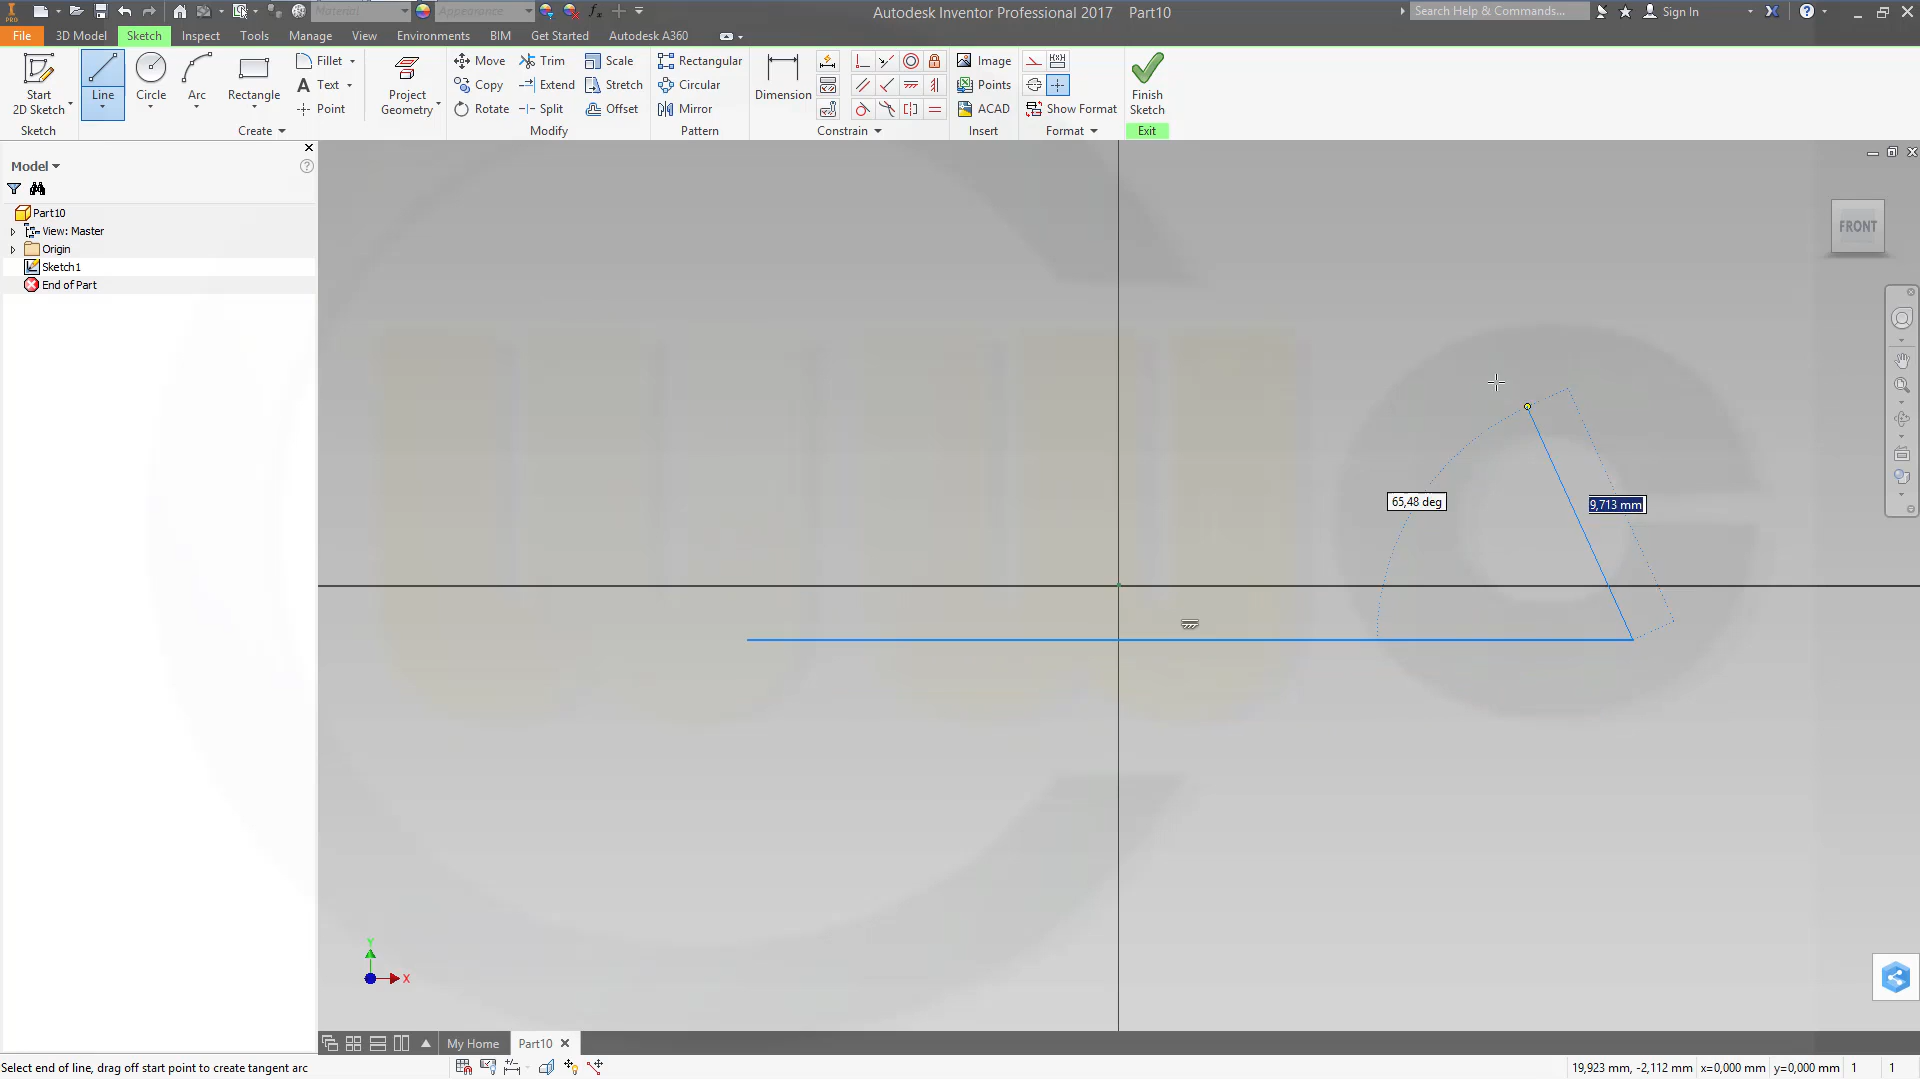 Material
Appearance
Autodesk Inventor Professional 2017 Part10
Search Help & Commands...
Sign In
PRO
File
3D Model
Sketch
Inspect
Tools
Manage
View
Environments
BIM
Get Started
Autodesk A360
Start
2D Sketch
Line
Circle
Arc
Rectangle
Fillet
Text
Point
Project
Geometry
Move
Copy
Rotate
Trim
Extend
Split
Scale
Stretch
Offset
Rectangular
Circular
Mirror
Dimension
Image
Points
ACAD
Show Format
Finish
Sketch
Sketch
Create
Modify
Pattern
Constrain
Insert
Format
Exit
Model
Part10
View: Master
Origin
Sketch1
End of Part
FRONT
65,48 deg
9,713 mm
Y
X
My Home
Part10
Select end of line, drag off start point to create tangent arc
19,923 mm, -2,112 mm x=0,000 mm y=0,000 mm 1 1